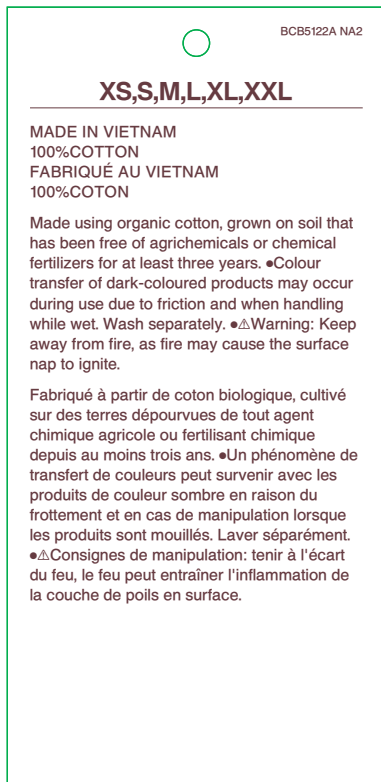 BCB5122A NA2
XS,S,M,L,XL,XXL
MADE IN VIETNAM
100%COTTON
FABRIQUÉ AU VIETNAM
100%COTON
Made using organic cotton, grown on soil that
has been free of agrichemicals or chemical
fertilizers for at least three years. ●Colour
transfer of dark-coloured products may occur
during use due to friction and when handling
while wet. Wash separately. ●⚠Warning: Keep
away from fire, as fire may cause the surface
nap to ignite.
Fabriqué à partir de coton biologique, cultivé
sur des terres dépourvues de tout agent
chimique agricole ou fertilisant chimique
depuis au moins trois ans. ●Un phénomène de
transfert de couleurs peut survenir avec les
produits de couleur sombre en raison du
frottement et en cas de manipulation lorsque
les produits sont mouillés. Laver séparément.
●⚠Consignes de manipulation: tenir à l'écart
du feu, le feu peut entraîner l'inflammation de
la couche de poils en surface.